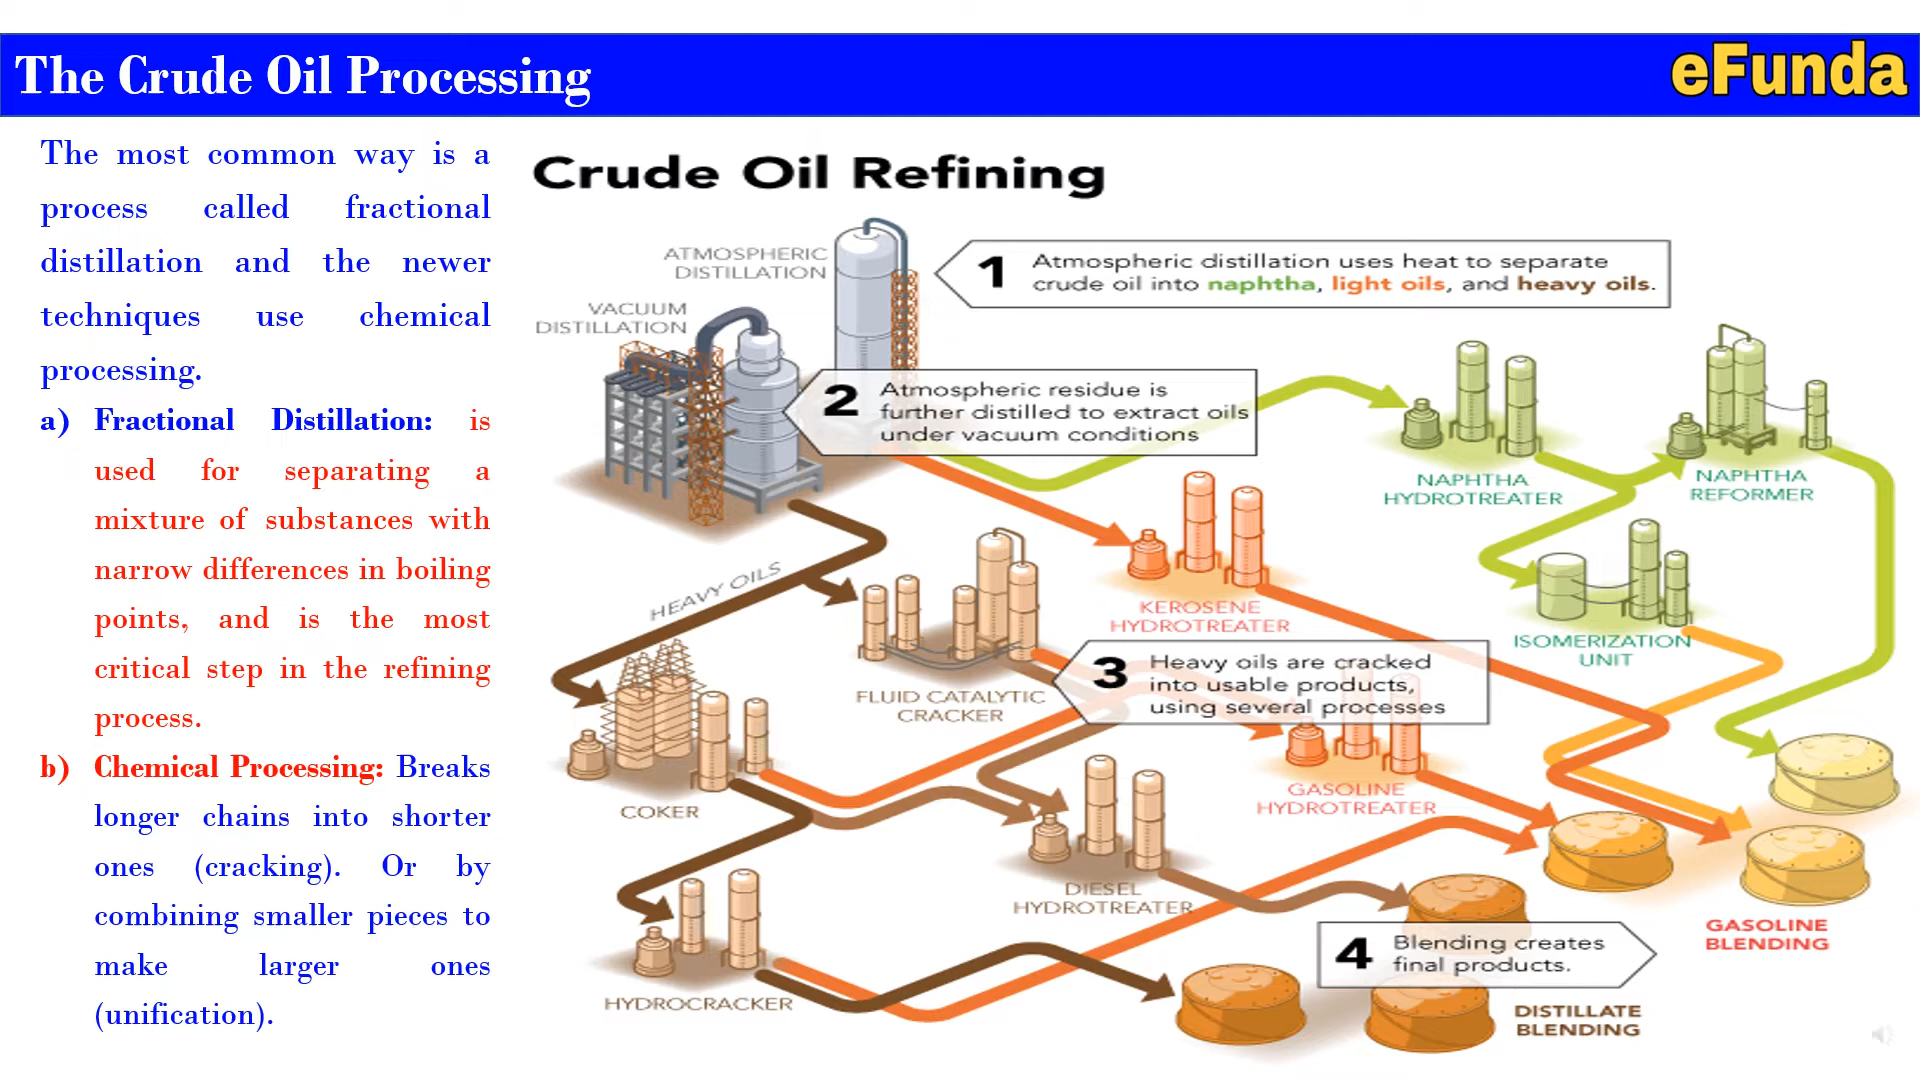 The Crude Oil Processing
eFunda
The most common way is a
process called fractional
distillation and the newer
techniques use chemical
processing.
a) Fractional Distillation: is
used for separating a
mixture of substances with
narrow differences in boiling
points, and is the most
critical step in the refining
process.
b) Chemical Processing: Breaks
longer chains into shorter
ones (cracking). Or by
combining smaller pieces to
make larger ones
(unification).
Crude Oil Refining
ATMOSPHERIC
DISTILLATION
1 Atmospheric distillation uses heat to separate
crude oil into naphtha, light oils, and heavy oils.
VACUUM
DISTILLATION
2 Atmospheric residue is
further distilled to extract oils
under vacuum conditions
NAPHTHA
HYDROTREATER
NAPHTHA
REFORMER
HEAVY OILS
KEROSENE
HYDROTREATER
ISOMERIZATION
UNIT
FLUID CATALYTIC
CRACKER
3 Heavy oils are cracked
into usable products,
using several processes
COKER
GASOLINE
HYDROTREATER
DIESEL
HYDROTREATER
GASOLINE
BLENDING
4 Blending creates
final products.
HYDROCRACKER
DISTILLATE
BLENDING